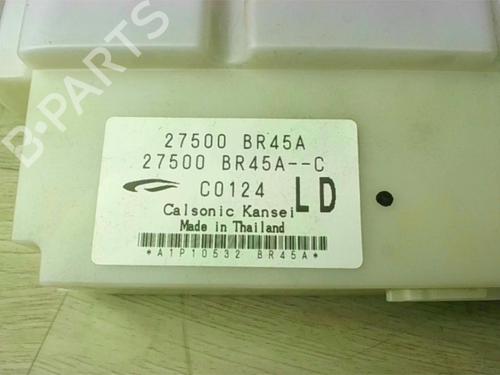 B-PARTS
27500 BR45A
27500 BR45A--C
C0124 LD
Calsonic Kansei
Made in Thailand
*A1P10532 BR45A*